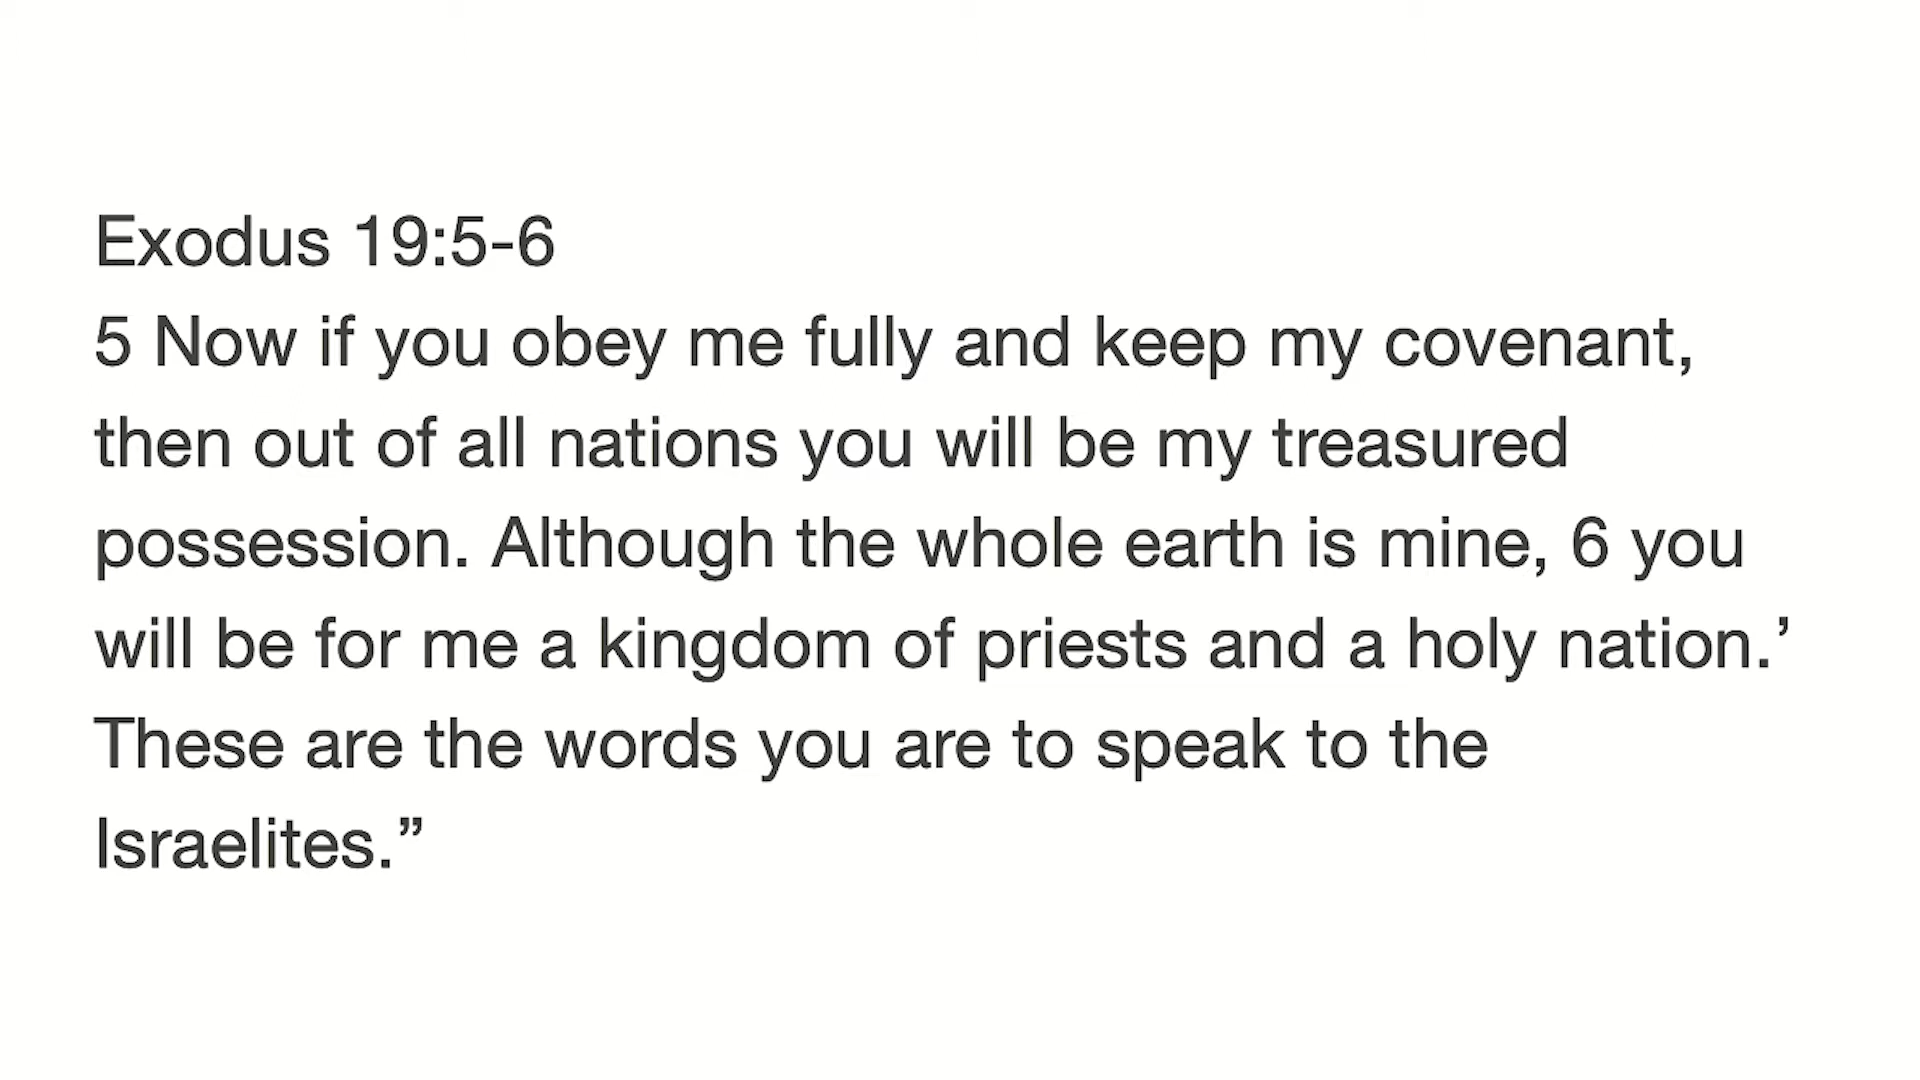 Exodus 19:5-6
5 Now if you obey me fully and keep my covenant,
then out of all nations you will be my treasured
possession. Although the whole earth is mine, 6 you
will be for me a kingdom of priests and a holy nation.’
These are the words you are to speak to the
Israelites.”